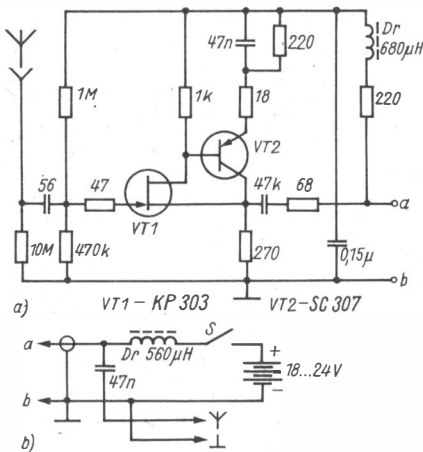 47n
220
Dr
680μH
1M
1k
18
220
VT2
56
47
47k
68
a
VT1
10M
470k
270
0,15μ
b
a)
VT1 – KP 303
VT2 – SC 307
a
Dr 560μH
S
+
47n
18...24V
–
b
b)